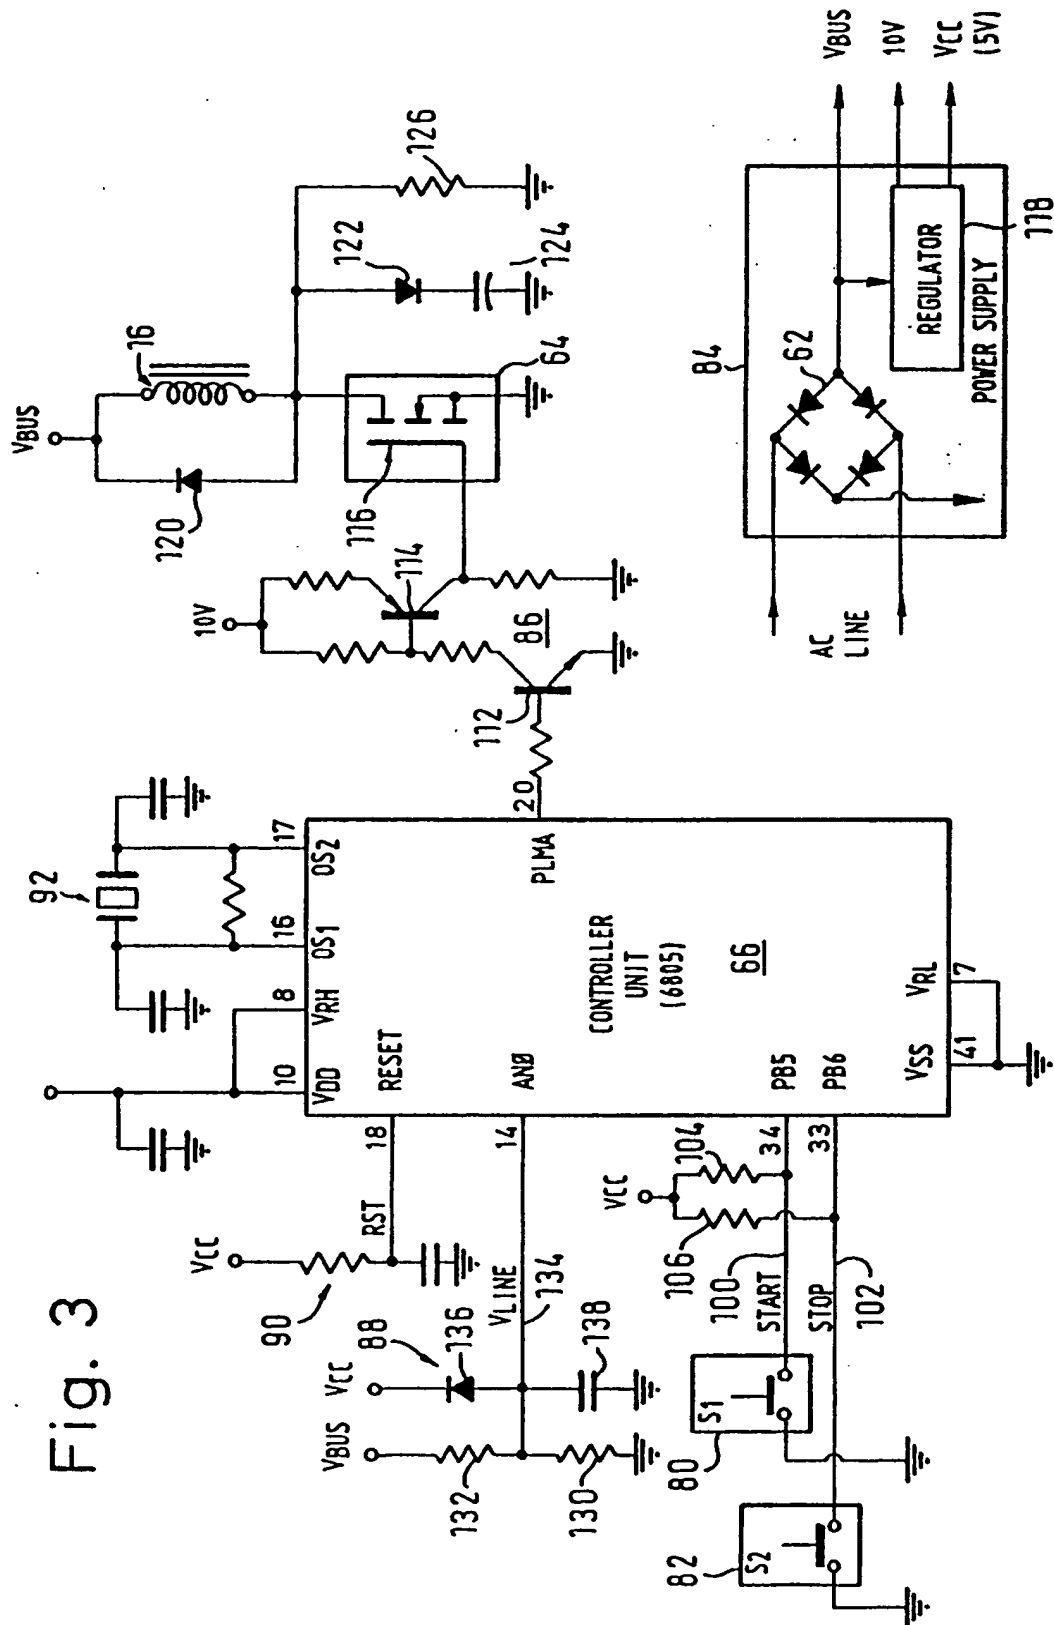 Fig. 3
VBUS
16
120
122
124
126
64
116
10V
114
86
112
20
92
17
16
8
10
OS2
OS1
VRH
VDD
PLMA
RESET
AN0
CONTROLLER
UNIT
(6805)
66
PB5
PB6
VSS
VRL
41
7
18
RST
VCC
90
14
VLINE
134
88
136
VCC
138
VBUS
132
130
34
33
104
VCC
106
100
START
STOP
102
S1
80
S2
82
84
62
AC
LINE
REGULATOR
POWER SUPPLY
118
VBUS
10V
VCC
(5V)